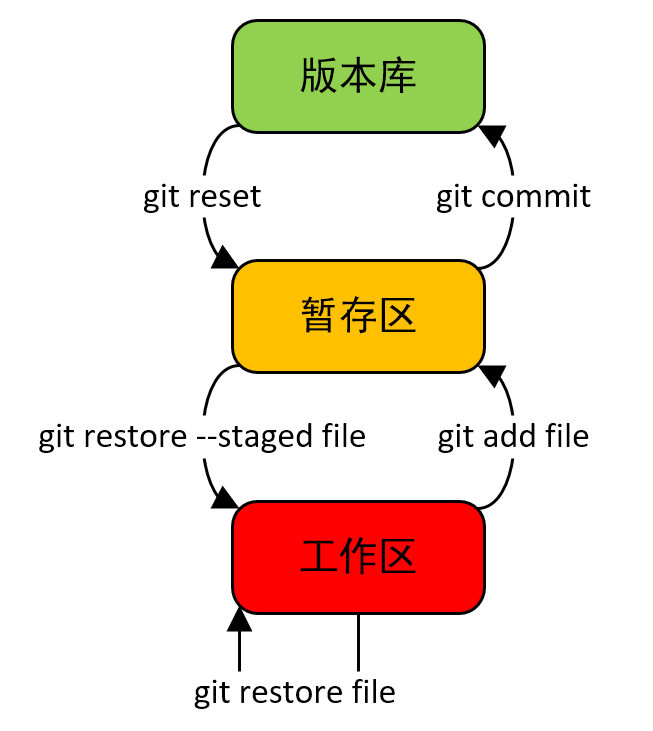 版本库
git reset
git commit
暂存区
git restore --staged file
git add file
工作区
git restore file